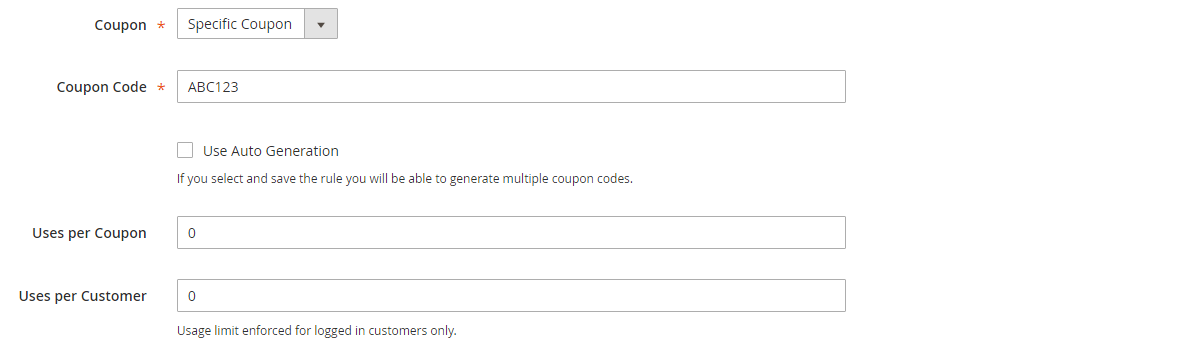 Coupon * Specific Coupon
Coupon Code * ABC123
Use Auto Generation
If you select and save the rule you will be able to generate multiple coupon codes.
Uses per Coupon 0
Uses per Customer 0
Usage limit enforced for logged in customers only.